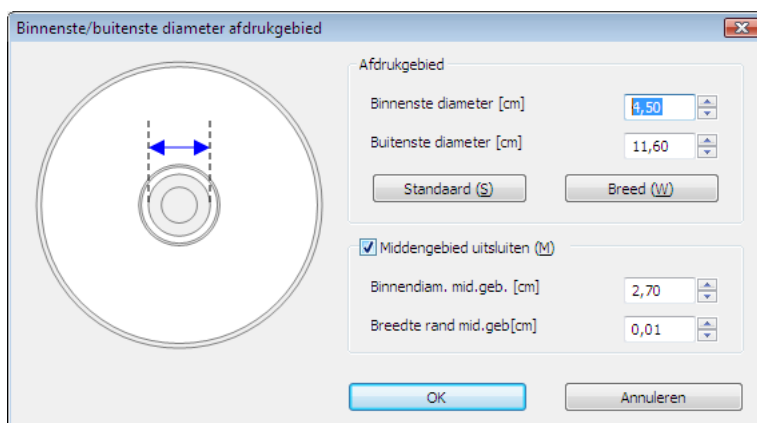 Binnenste/buitenste diameter afdrukgebied
Afdrukgebied
Binnenste diameter [cm] 4,50
Buitenste diameter [cm] 11,60
Standaard (S) Breed (W)
Middengebied uitsluiten (M)
Binnendiam. mid.geb. [cm] 2,70
Breedte rand mid.geb[cm] 0,01
OK Annuleren